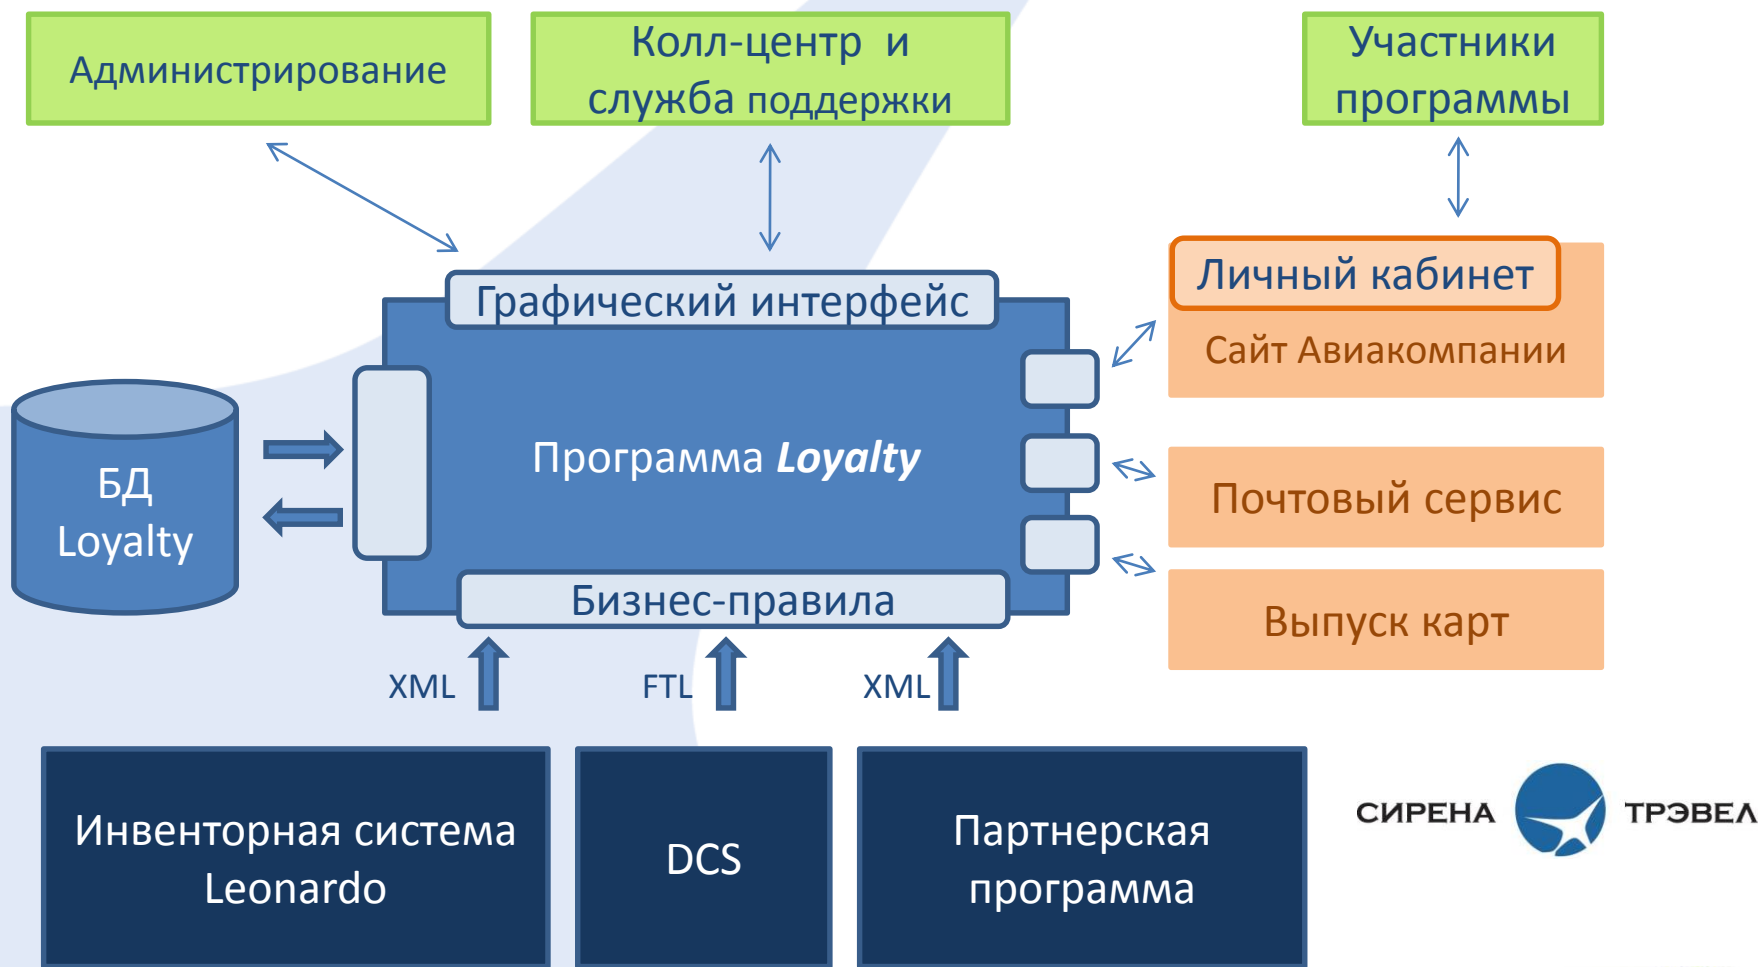 Администрирование
Колл-центр и
служба поддержки
Участники
программы
Графический интерфейс
Личный кабинет
Сайт Авиакомпании
БД
Loyalty
Программа Loyalty
Почтовый сервис
Бизнес-правила
Выпуск карт
XML
FTL
XML
Инвенторная система
Leonardo
DCS
Партнерская
программа
СИРЕНА ТРЭВЕЛ